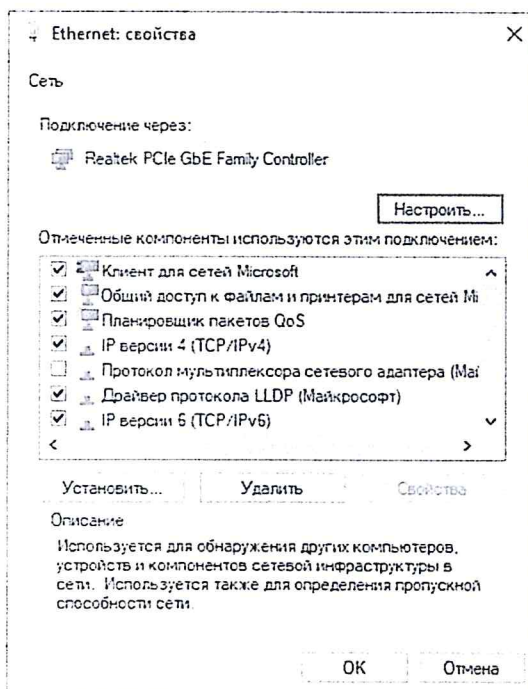 Ethernet: свойства
Сеть
Подключение через:
Realtek PCIe GbE Family Controller
Настроить...
Отмеченные компоненты используются этим подключением:
Клиент для сетей Microsoft
Общий доступ к файлам и принтерам для сетей Mi
Планировщик пакетов QoS
IP версии 4 (TCP/IPv4)
Протокол мультиплексора сетевого адаптера (Май
Драйвер протокола LLDP (Майкрософт)
IP версии 6 (TCP/IPv6)
Установить... Удалить Свойства
Описание
Используется для обнаружения других компьютеров,
устройств и компонентов сетевой инфраструктуры в
сети. Используется также для определения пропускной
способности сети.
OK Отмена